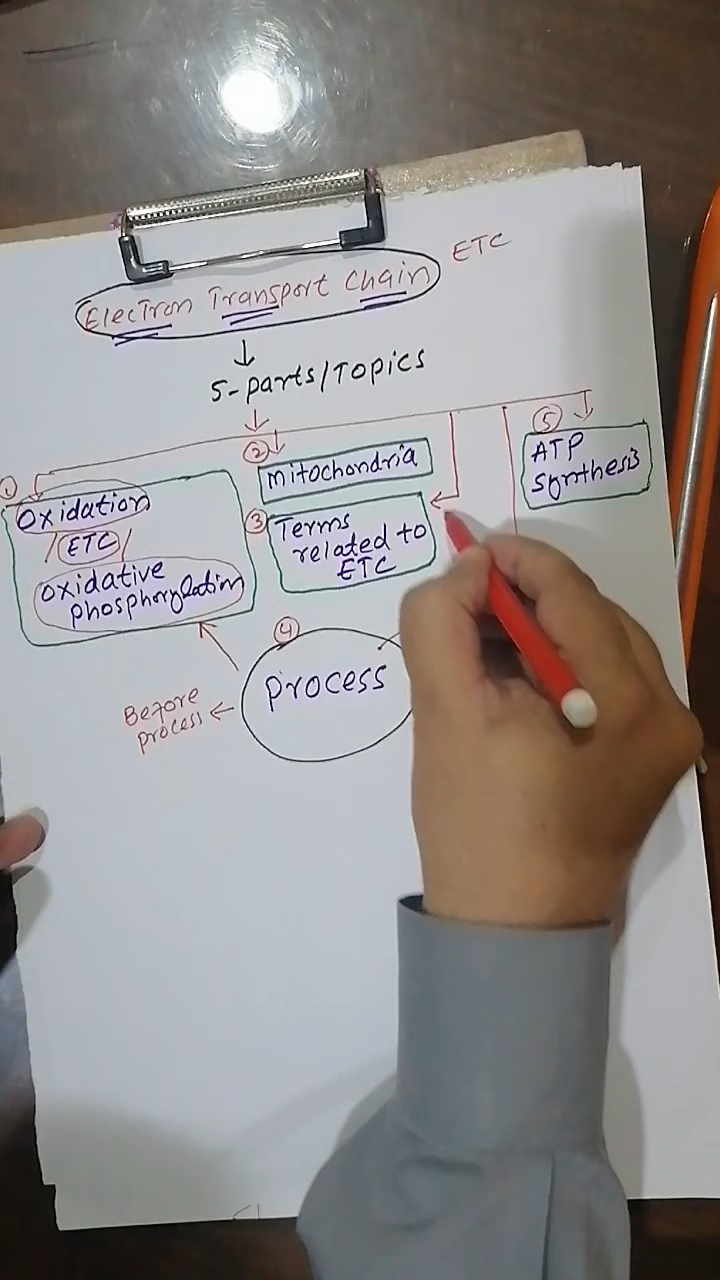 ETC
Electron Transport Chain
5-parts/Topics
1
Oxidation
/ETC/
oxidative
phosphorylation
2
mitochondria
3
Terms
related to
ETC
4
process
Before
process
5
ATP
synthesis